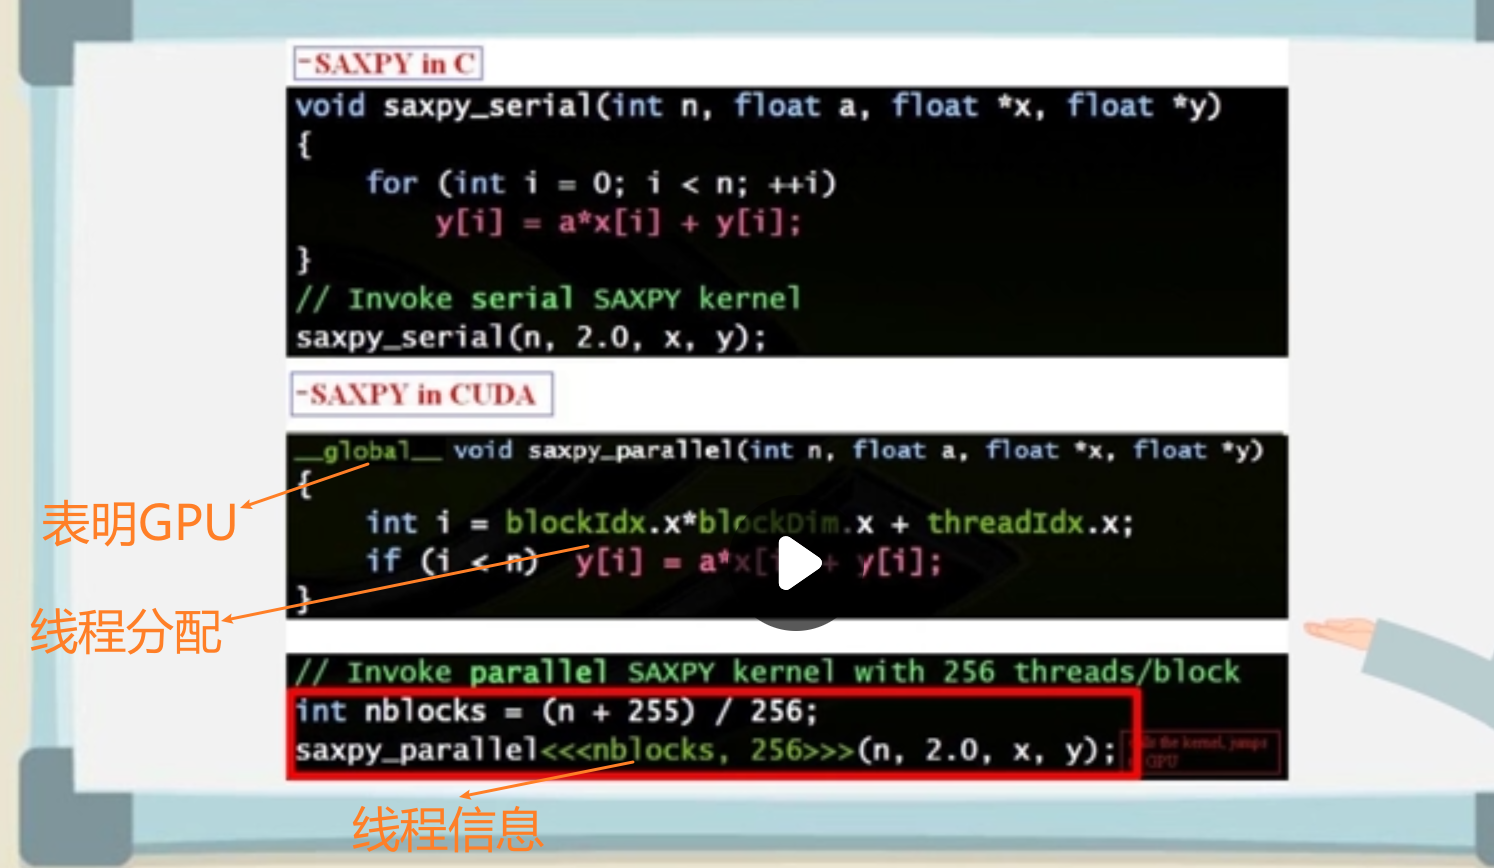 -SAXPY in C
void saxpy_serial(int n, float a, float *x, float *y)
{
for (int i = 0; i < n; ++i)
y[i] = a*x[i] + y[i];
}
// Invoke serial SAXPY kernel
saxpy_serial(n, 2.0, x, y);
-SAXPY in CUDA
__global__ void saxpy_parallel(int n, float a, float *x, float *y)
{
表明GPU
int i = blockIdx.x*blockDim.x + threadIdx.x;
if (i < n) y[i] = a*x[i] + y[i];
}
线程分配
// Invoke parallel SAXPY kernel with 256 threads/block
int nblocks = (n + 255) / 256;
saxpy_parallel<<<nblocks, 256>>>(n, 2.0, x, y);
the kernel, jumps
GPU
线程信息